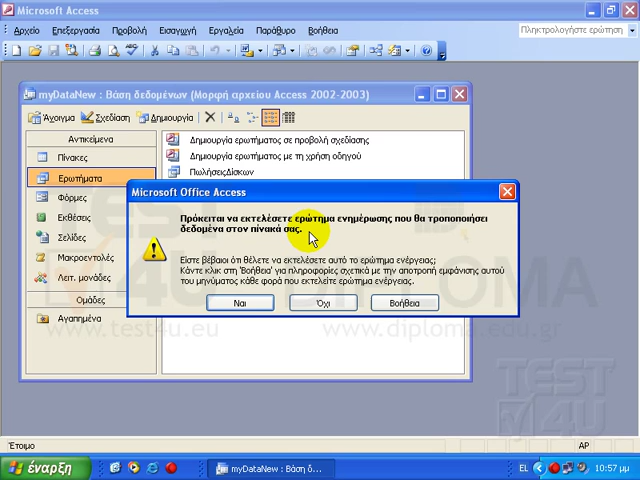 Microsoft Access
Αρχείο Επεξεργασία Προβολή Εισαγωγή Εργαλεία Παράθυρο Βοήθεια
Πληκτρολογήστε ερώτηση
myDataNew : Βάση δεδομένων (Μορφή αρχείου Access 2002-2003)
Άνοιγμα Σχεδίαση Δημιουργία
Αντικείμενα
Πίνακες
Ερωτήματα
Φόρμες
Εκθέσεις
Σελίδες
Μακροεντολές
Λειτ. μονάδες
Ομάδες
Αγαπημένα
Δημιουργία ερωτήματος σε προβολή σχεδίασης
Δημιουργία ερωτήματος με τη χρήση οδηγού
ΠωλήσειςΔίσκων
Microsoft Office Access
Πρόκειται να εκτελέσετε ερώτημα ενημέρωσης που θα τροποποιήσει
δεδομένα στον πίνακά σας.
Είστε βέβαιοι ότι θέλετε να εκτελέσετε αυτό το ερώτημα ενέργειας;
Κάντε κλικ στη 'Βοήθεια' για πληροφορίες σχετικά με την αποτροπή εμφάνισης αυτού
του μηνύματος κάθε φορά που εκτελείτε ερώτημα ενέργειας.
Ναι Όχι Βοήθεια
www.test4u.eu www.diploma.edu.gr
TEST
4U
Έτοιμο
AP
έναρξη
myDataNew : Βάση δ...
EL
10:57 μμ